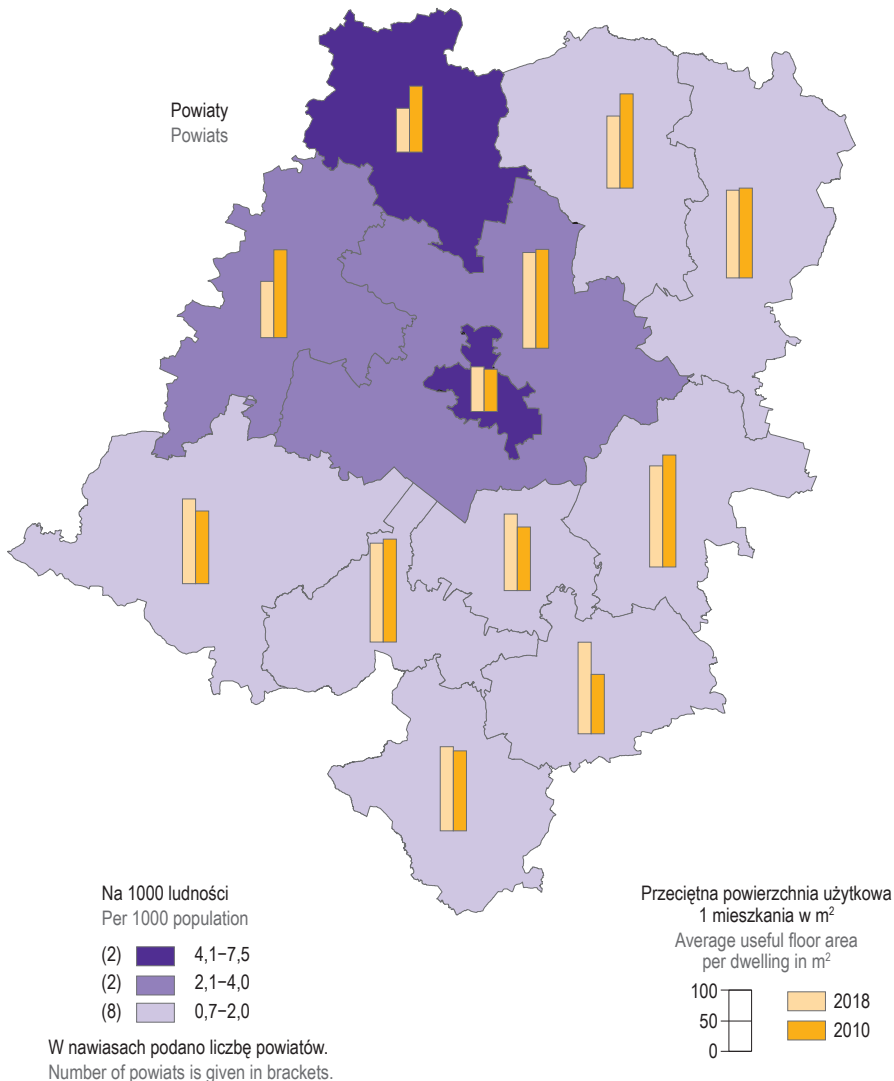 Powiaty
Powiats
Na 1000 ludności
Per 1000 population
(2) 4,1–7,5
(2) 2,1–4,0
(8) 0,7–2,0
W nawiasach podano liczbę powiatów.
Number of powiats is given in brackets.
Przeciętna powierzchnia użytkowa
1 mieszkania w m²
Average useful floor area
per dwelling in m²
100
50
0
2018
2010